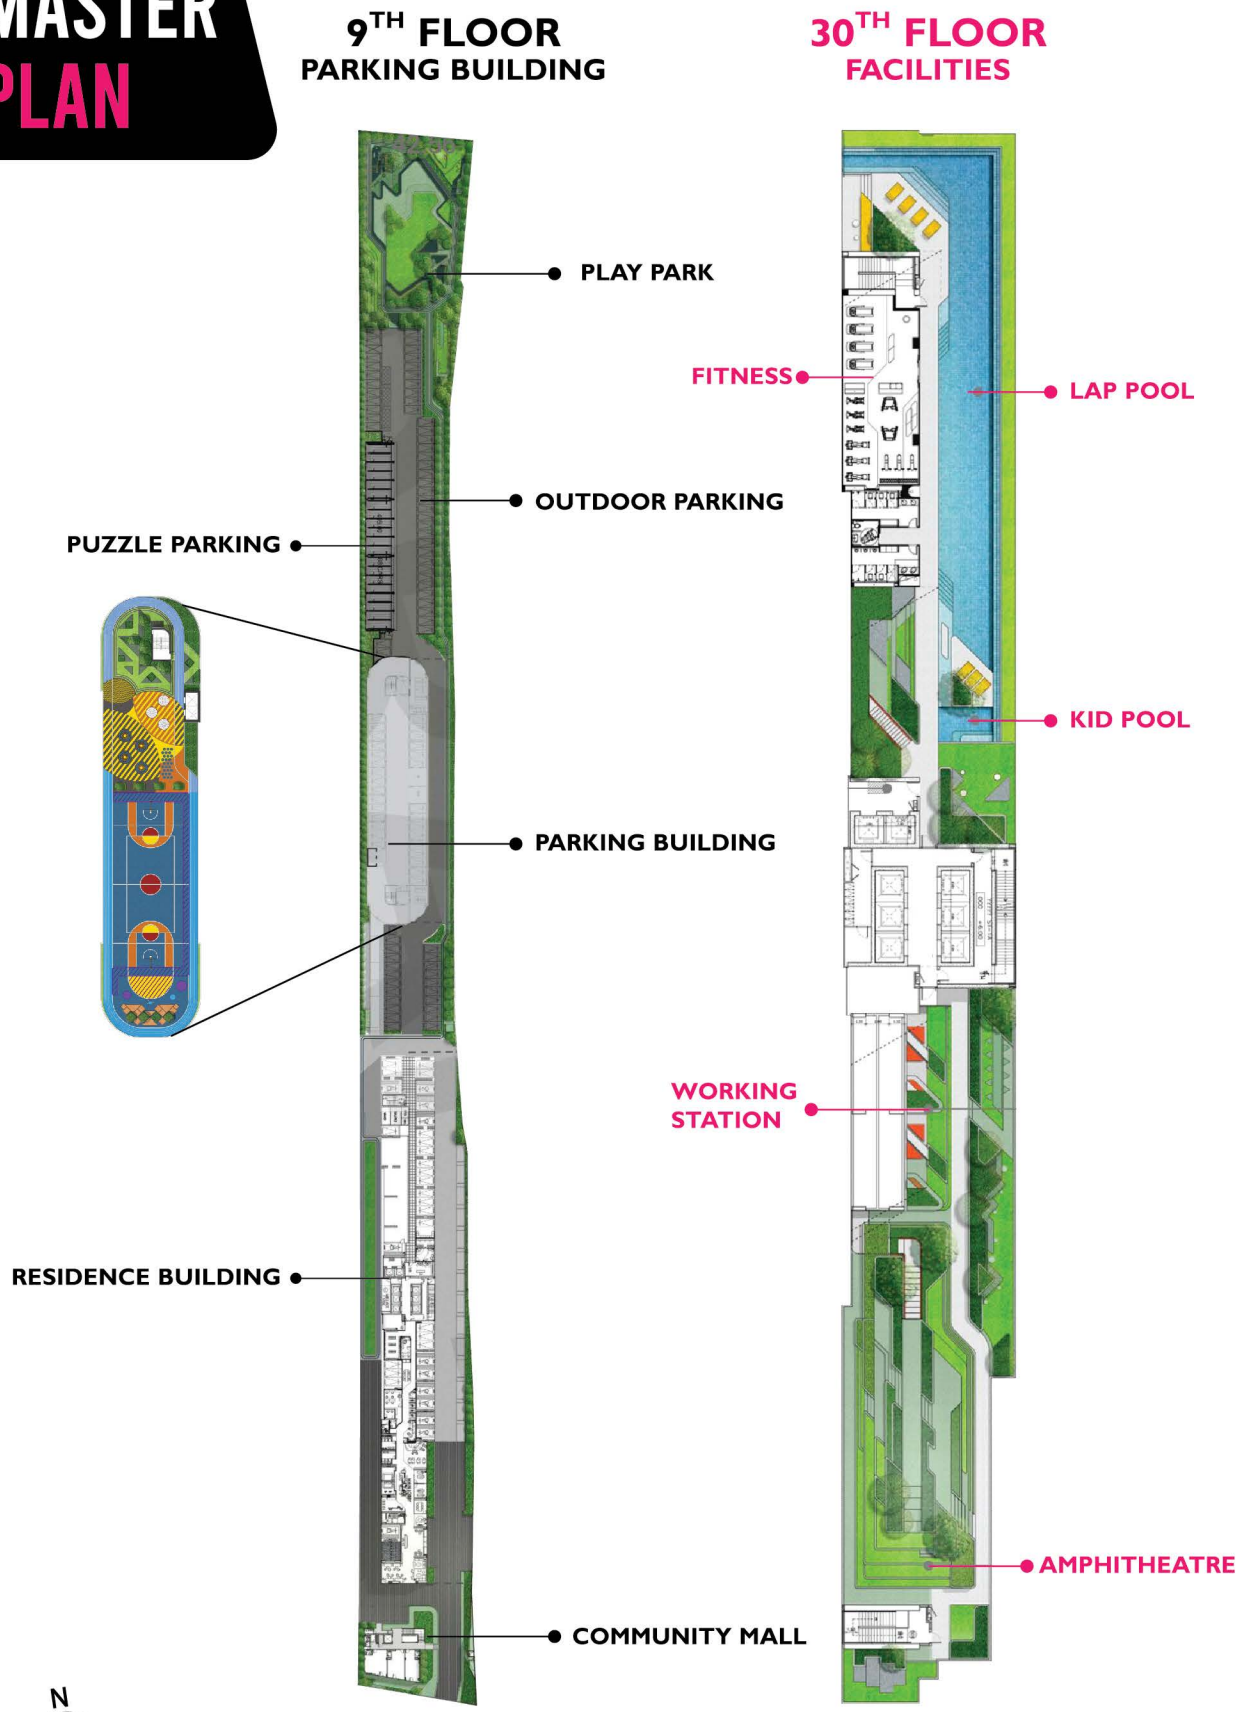 MASTER
PLAN
9TH FLOOR
PARKING BUILDING
30TH FLOOR
FACILITIES
PLAY PARK
FITNESS
LAP POOL
OUTDOOR PARKING
PUZZLE PARKING
KID POOL
PARKING BUILDING
WORKING
STATION
RESIDENCE BUILDING
AMPHITHEATRE
COMMUNITY MALL
N